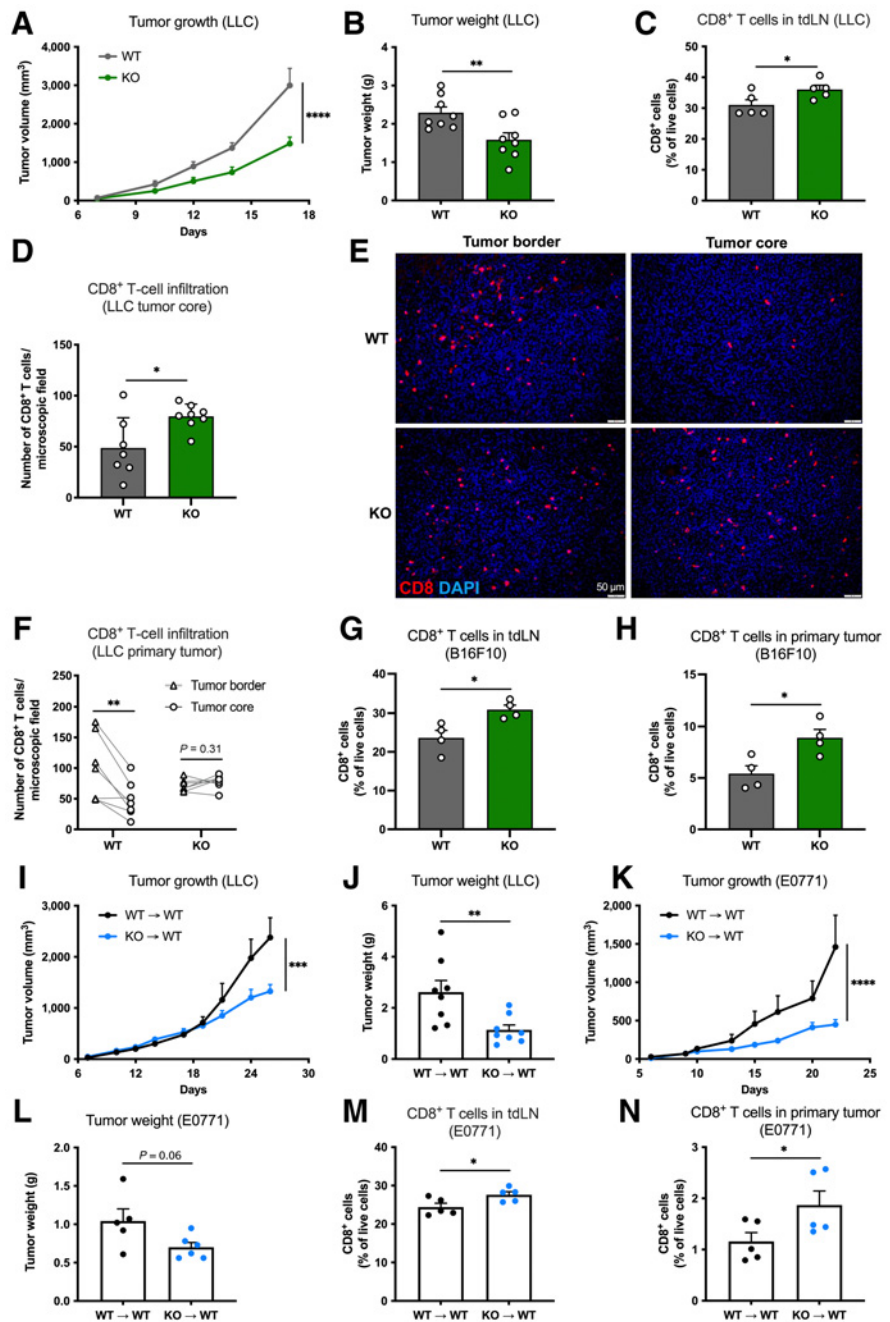 A
Tumor growth (LLC)
WT
KO
Tumor volume (mm³)
4,000
3,000
2,000
1,000
0
6
9
12
15
18
Days
****
B
Tumor weight (LLC)
Tumor weight (g)
4
3
2
1
0
**
WT
KO
C
CD8⁺ T cells in tdLN (LLC)
CD8⁺ cells
(% of live cells)
50
40
30
20
10
0
*
WT
KO
D
CD8⁺ T-cell infiltration
(LLC tumor core)
Number of CD8⁺ T cells/
microscopic field
150
100
50
0
*
WT
KO
E
Tumor border
Tumor core
WT
KO
CD8 DAPI
50 μm
F
CD8⁺ T-cell infiltration
(LLC primary tumor)
Number of CD8⁺ T cells/
microscopic field
250
200
150
100
50
0
Tumor border
Tumor core
**
P = 0.31
WT
KO
G
CD8⁺ T cells in tdLN
(B16F10)
CD8⁺ cells
(% of live cells)
40
30
20
10
0
*
WT
KO
H
CD8⁺ T cells in primary tumor
(B16F10)
CD8⁺ cells
(% of live cells)
15
10
5
0
*
WT
KO
I
Tumor growth (LLC)
WT → WT
KO → WT
Tumor volume (mm³)
3,000
2,000
1,000
0
6
12
18
24
30
Days
***
J
Tumor weight (LLC)
Tumor weight (g)
6
4
2
0
**
WT → WT
KO → WT
K
Tumor growth (E0771)
WT → WT
KO → WT
Tumor volume (mm³)
2,000
1,500
1,000
500
0
5
10
15
20
25
Days
****
L
Tumor weight (E0771)
Tumor weight (g)
2.0
1.5
1.0
0.5
0.0
P = 0.06
WT → WT
KO → WT
M
CD8⁺ T cells in tdLN
(E0771)
CD8⁺ cells
(% of live cells)
40
30
20
10
0
*
WT → WT
KO → WT
N
CD8⁺ T cells in primary tumor
(E0771)
CD8⁺ cells
(% of live cells)
3
2
1
0
*
WT → WT
KO → WT